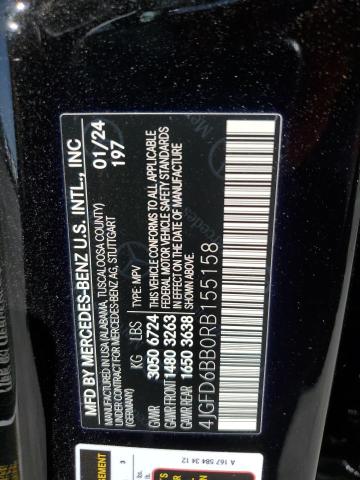 MFD BY MERCEDES-BENZ U.S. INTL., INC
01/24
197
MADE IN USA (ALABAMA, TUSCALOOSA COUNTY)
UNDER CONTRACT FOR MERCEDES-BENZ AG, STUTTGART
(GERMANY)
TYPE: MPV
KG LBS
GVWR 3050 6724
GAWR FRONT 1480 3263
GAWR REAR 1650 3638
THIS VEHICLE CONFORMS TO ALL APPLICABLE
FEDERAL MOTOR VEHICLE SAFETY STANDARDS
IN EFFECT ON THE DATE OF MANUFACTURE
SHOWN ABOVE.
4JGFD6BB0RB155158
A 167 584 34 12